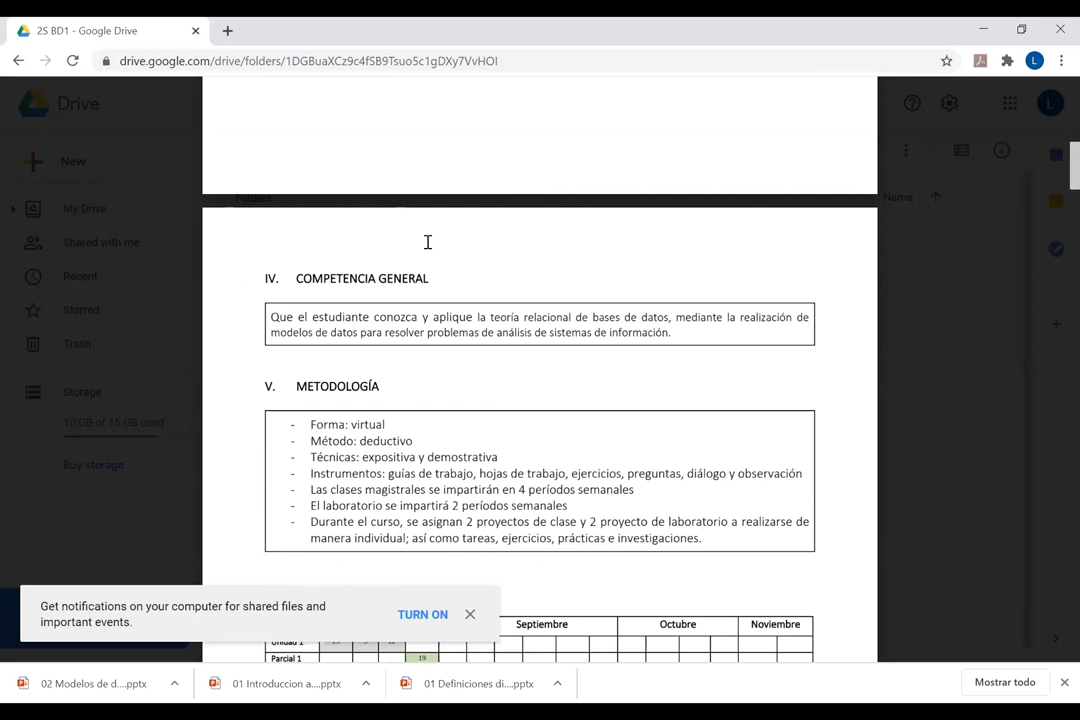 2S BD1 - Google Drive
drive.google.com/drive/folders/1DGBuaXCz9c4fSB9Tsuo5c1gDXy7VvHOI
L
Drive
L
New
Folders
Name
My Drive
Shared with me
Recent
Starred
Trash
Storage
10 GB of 15 GB used
Buy storage
IV. COMPETENCIA GENERAL
Que el estudiante conozca y aplique la teoría relacional de bases de datos, mediante la realización de
modelos de datos para resolver problemas de análisis de sistemas de información.
V. METODOLOGÍA
- Forma: virtual
- Método: deductivo
- Técnicas: expositiva y demostrativa
- Instrumentos: guías de trabajo, hojas de trabajo, ejercicios, preguntas, diálogo y observación
- Las clases magistrales se impartirán en 4 períodos semanales
- El laboratorio se impartirá 2 períodos semanales
- Durante el curso, se asignan 2 proyectos de clase y 2 proyecto de laboratorio a realizarse de
manera individual; así como tareas, ejercicios, prácticas e investigaciones.
Get notifications on your computer for shared files and
important events.
TURN ON
Septiembre Octubre Noviembre
Unidad 1
Parcial 1 19
02 Modelos de d....pptx
01 Introduccion a....pptx
01 Definiciones di....pptx
Mostrar todo